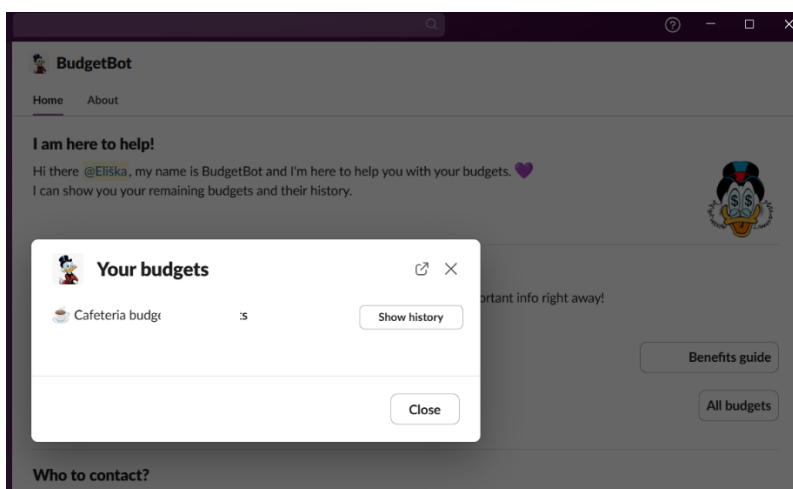 BudgetBot
Home About
I am here to help!
Hi there @Eliška, my name is BudgetBot and I'm here to help you with your budgets. 💜
I can show you your remaining budgets and their history.
Your budgets
ortant info right away!
☕ Cafeteria budge
Show history
Benefits guide
Close
All budgets
Who to contact?